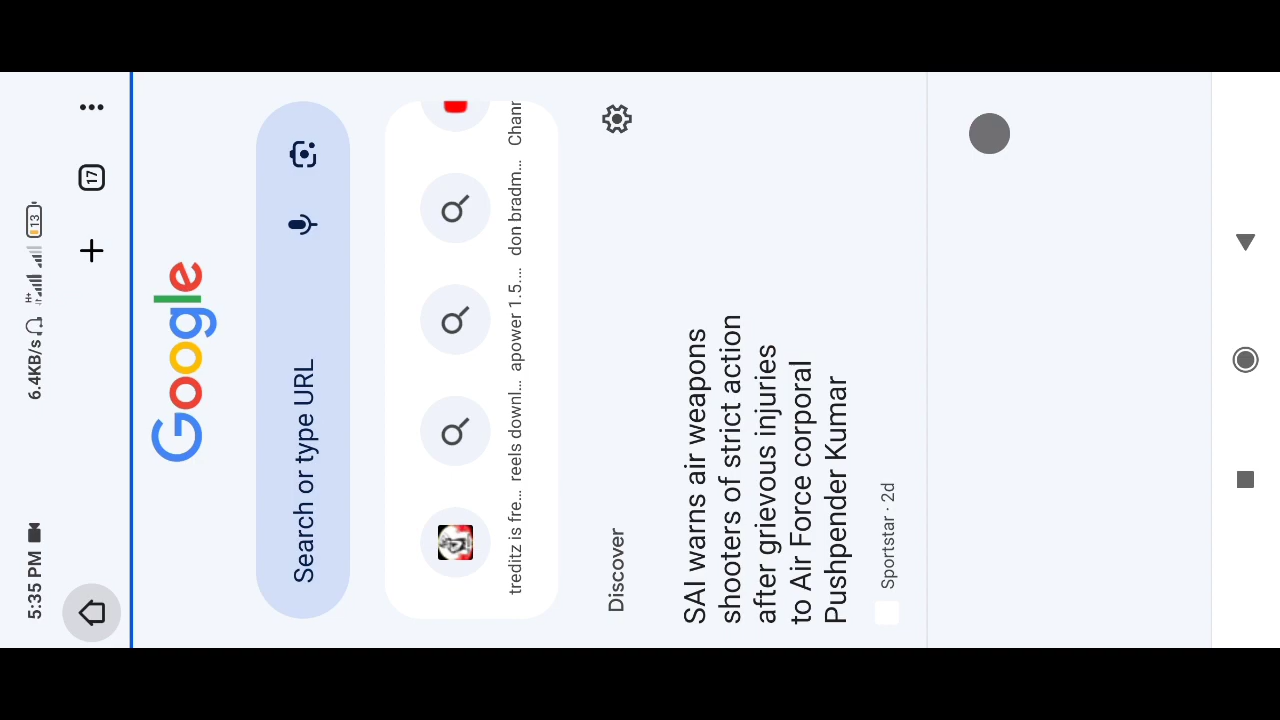 5:35 PM
6.4KB/s
H+
13
17
Google
Search or type URL
treditz is fre...
reels downl...
apower 1.5....
don bradm...
Chanr
Discover
SAI warns air weapons
shooters of strict action
after grievous injuries
to Air Force corporal
Pushpender Kumar
Sportstar · 2d